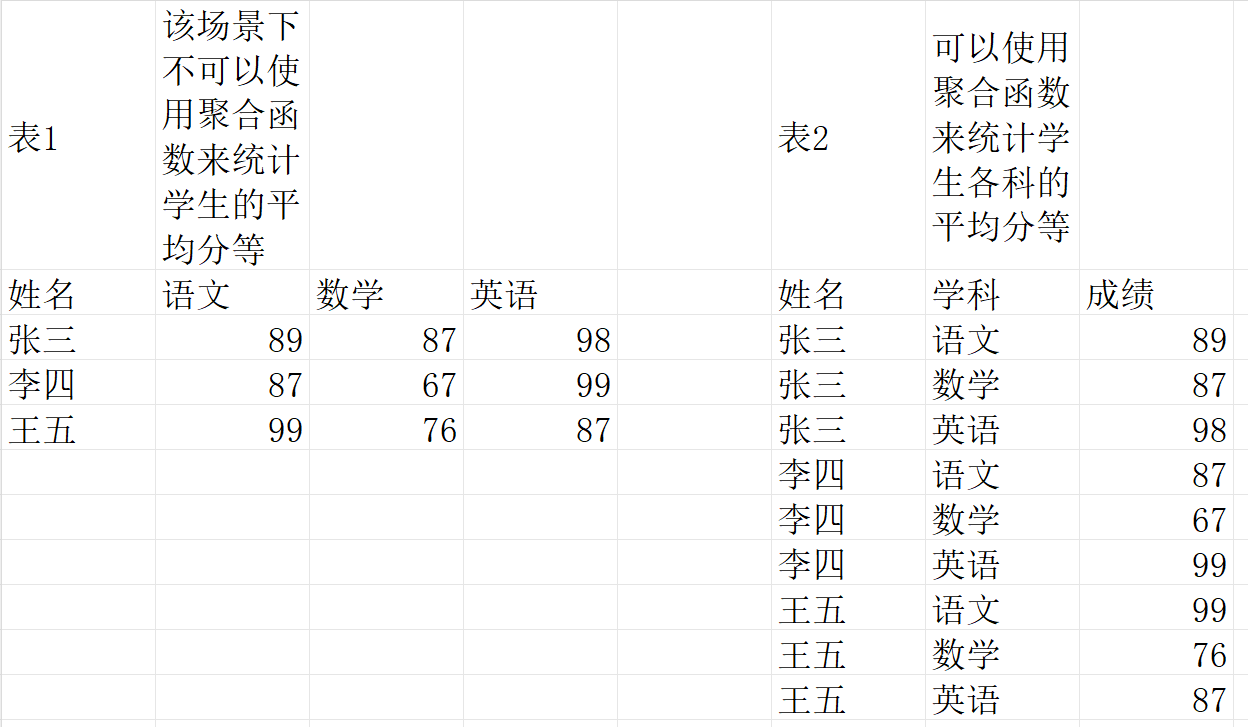 表1
该场景下
不可以使
用聚合函
数来统计
学生的平
均分等
表2
可以使用
聚合函数
来统计学
生各科的
平均分等
姓名 语文 数学 英语 姓名 学科 成绩
张三 89 87 98 张三 语文 89
李四 87 67 99 张三 数学 87
王五 99 76 87 张三 英语 98
李四 语文 87
李四 数学 67
李四 英语 99
王五 语文 99
王五 数学 76
王五 英语 87